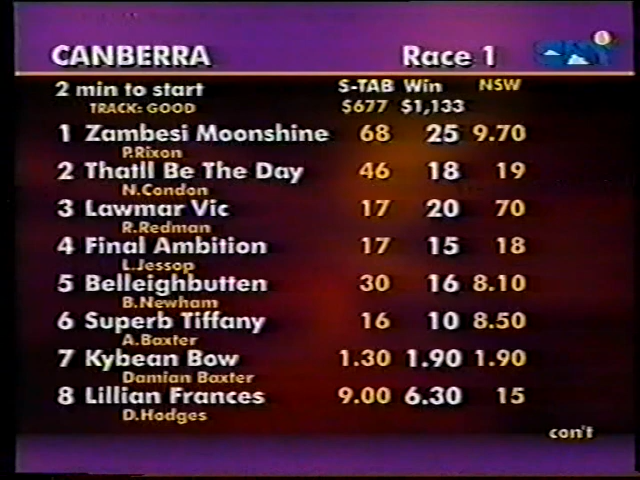 CANBERRA Race 1 SKY
2 min to start S-TAB Win NSW
TRACK: GOOD $677 $1,133
1 Zambesi Moonshine 68 25 9.70
P.Rixon
2 Thatll Be The Day 46 18 19
N.Condon
3 Lawmar Vic 17 20 70
R.Redman
4 Final Ambition 17 15 18
L.Jessop
5 Belleighbutten 30 16 8.10
B.Newham
6 Superb Tiffany 16 10 8.50
A.Baxter
7 Kybean Bow 1.30 1.90 1.90
Damian Baxter
8 Lillian Frances 9.00 6.30 15
D.Hodges
con't